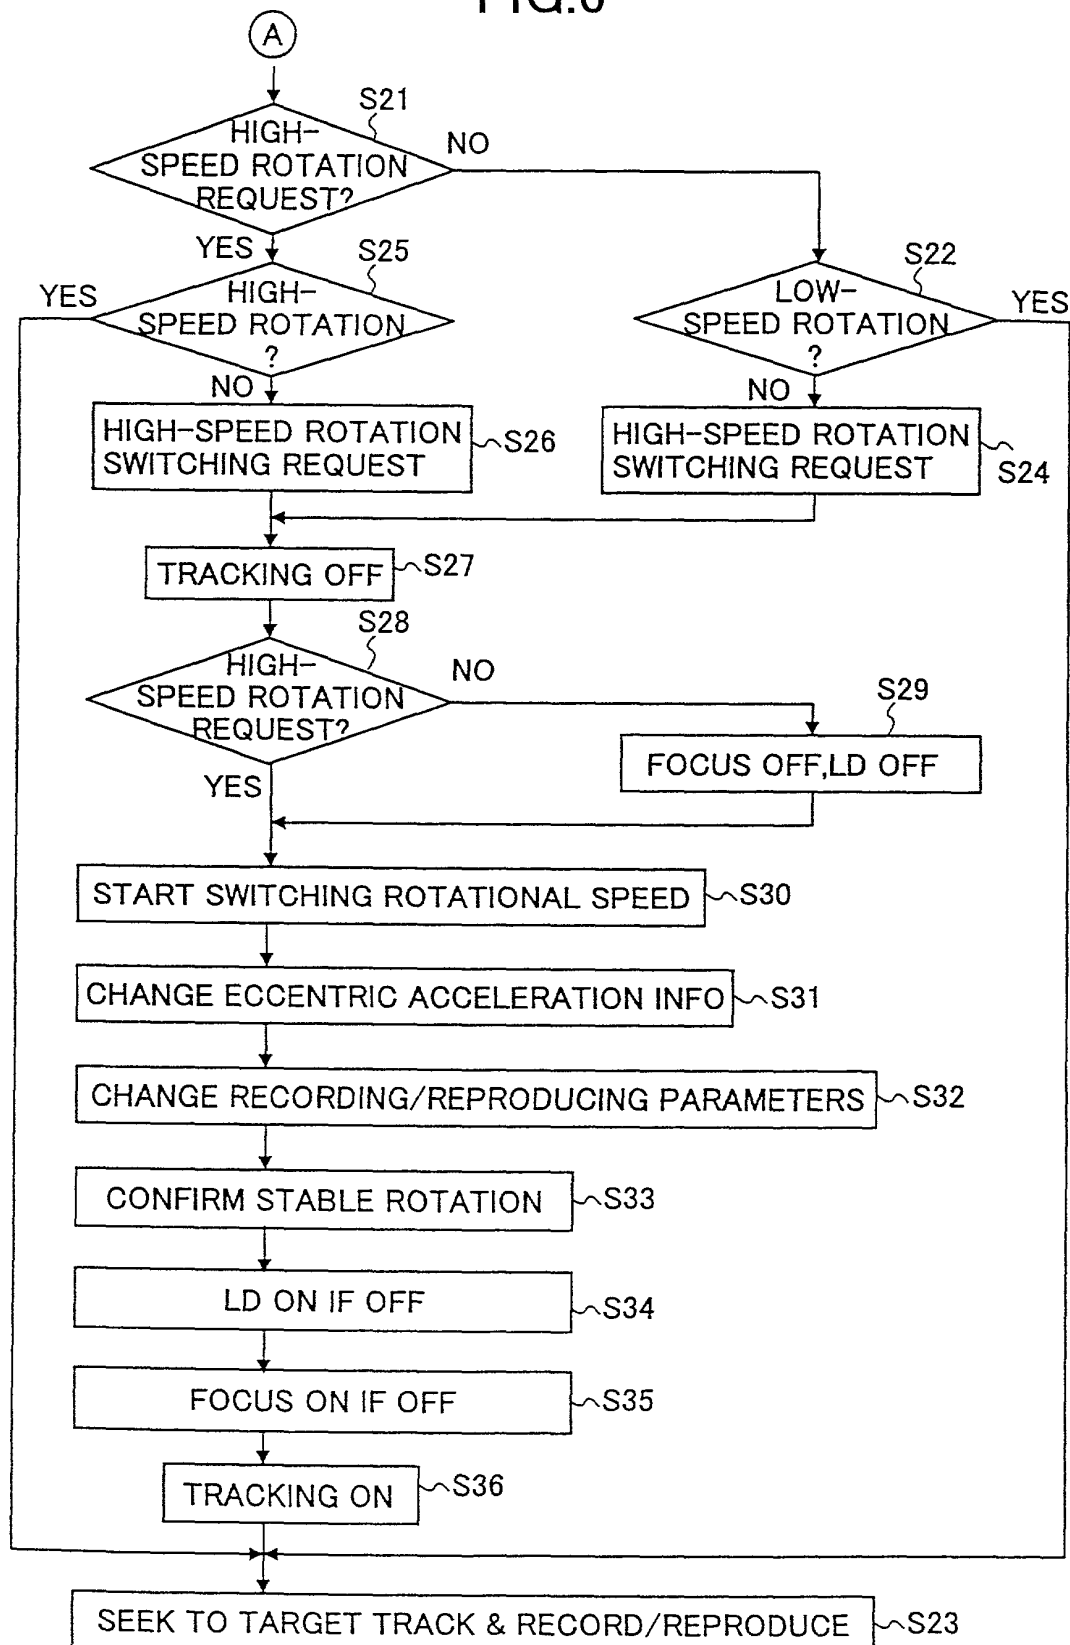 FIG.6
A
S21
HIGH-
SPEED ROTATION
REQUEST?
NO
YES
S25
HIGH-
SPEED ROTATION
?
YES
NO
S22
LOW-
SPEED ROTATION
?
YES
NO
HIGH-SPEED ROTATION
SWITCHING REQUEST
S26
HIGH-SPEED ROTATION
SWITCHING REQUEST
S24
TRACKING OFF
S27
S28
HIGH-
SPEED ROTATION
REQUEST?
NO
YES
S29
FOCUS OFF,LD OFF
START SWITCHING ROTATIONAL SPEED
S30
CHANGE ECCENTRIC ACCELERATION INFO
S31
CHANGE RECORDING/REPRODUCING PARAMETERS
S32
CONFIRM STABLE ROTATION
S33
LD ON IF OFF
S34
FOCUS ON IF OFF
S35
TRACKING ON
S36
SEEK TO TARGET TRACK & RECORD/REPRODUCE
S23